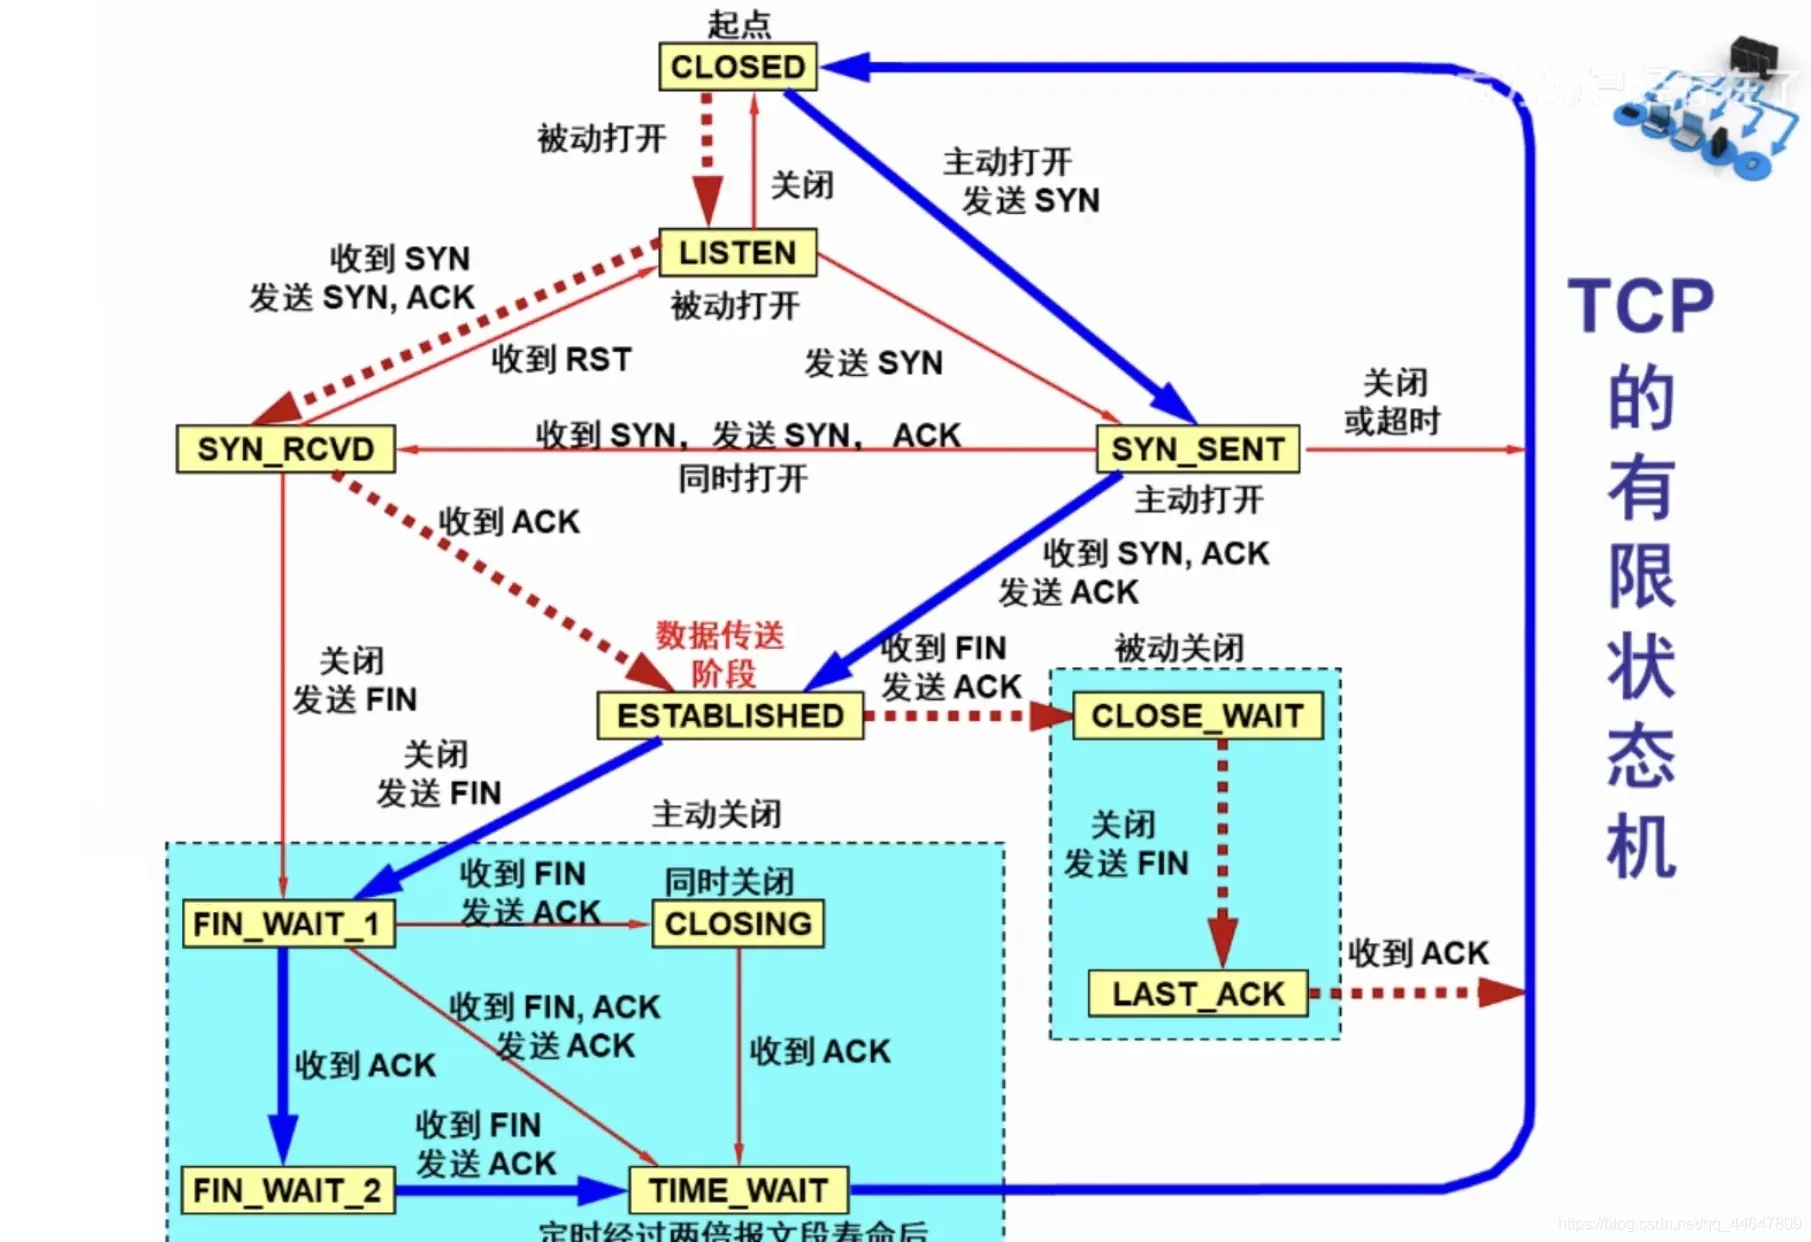 起点
CLOSED
被动打开
关闭
主动打开
发送 SYN
收到 SYN
发送 SYN, ACK
LISTEN
被动打开
收到 RST
发送 SYN
关闭
或超时
SYN_RCVD
收到 SYN, 发送 SYN, ACK
同时打开
SYN_SENT
主动打开
收到 ACK
收到 SYN, ACK
发送 ACK
数据传送
阶段
关闭
发送 FIN
ESTABLISHED
收到 FIN
发送 ACK
被动关闭
CLOSE_WAIT
关闭
发送 FIN
主动关闭
关闭
发送 FIN
FIN_WAIT_1
收到 FIN
发送 ACK
同时关闭
CLOSING
LAST_ACK
收到 ACK
收到 FIN, ACK
发送 ACK
收到 ACK
收到 ACK
收到 FIN
发送 ACK
FIN_WAIT_2
TIME_WAIT
定时经过两倍报文段寿命后
TCP
的
有
限
状
态
机
https://blog.csdn.net/qq_44647809